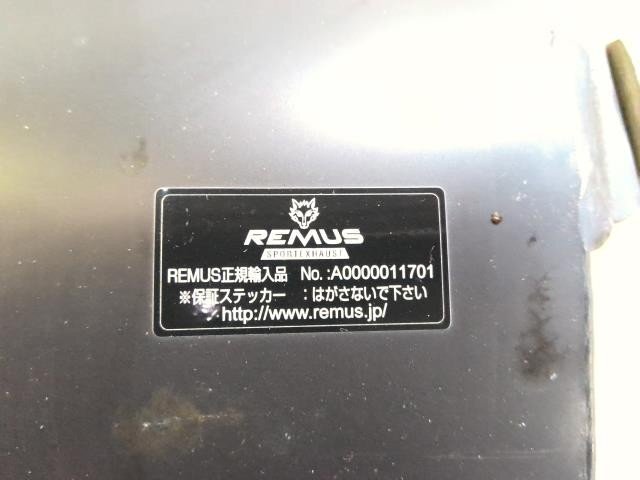 REMUS
SPORTEXHAUST
REMUS正規輸入品 No.:A0000011701
※保証ステッカー :はがさないで下さい
http://www.remus.jp/